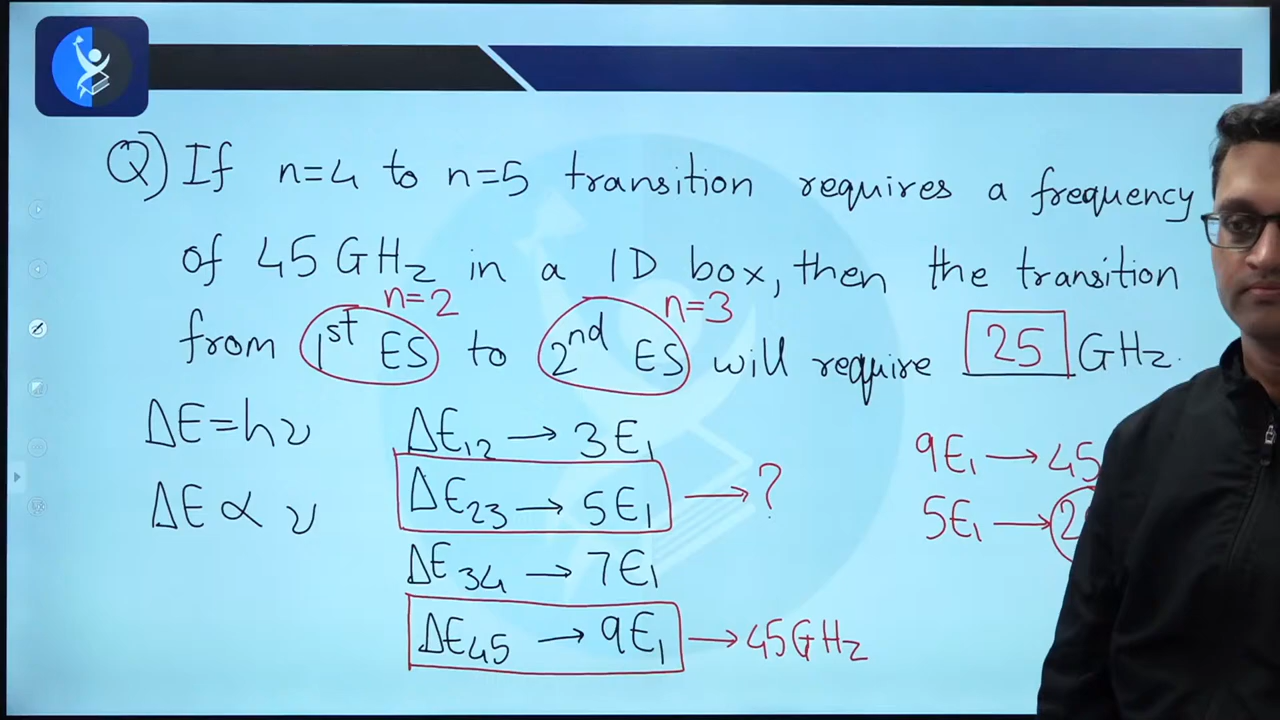 Q) If n=4 to n=5 transition requires a frequency
of 45 GHz in a 1D box, then the transition
n=2 n=3
from 1st ES to 2nd ES will require 25 GHz.
ΔE=hν ΔE12 → 3E1
9E1 → 45
ΔE ∝ ν ΔE23 → 5E1 → ?
5E1 →
ΔE34 → 7E1
ΔE45 → 9E1 → 45GHz